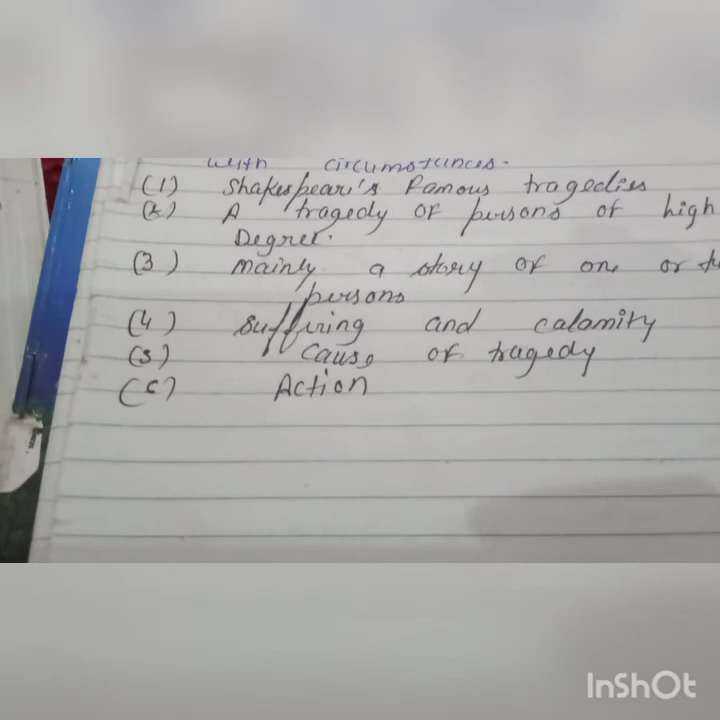 with circumstances.
(1) Shakespear's famous tragedies
(2) A tragedy of persons of high
Degree.
(3) mainly a story of one or
persons
(4) suffering and calamity
(5) Cause of tragedy
(6) Action
InShOt